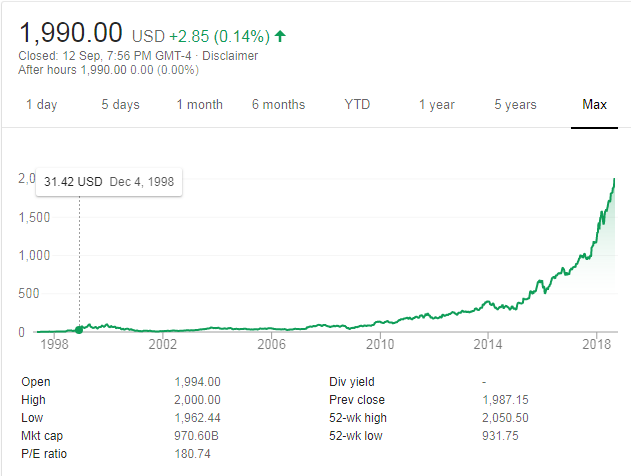 1,990.00 USD +2.85 (0.14%)
Closed: 12 Sep, 7:56 PM GMT-4 · Disclaimer
After hours 1,990.00 0.00 (0.00%)
1 day 5 days 1 month 6 months YTD 1 year 5 years Max
31.42 USD Dec 4, 1998
1,500
1,000
500
0
1998 2002 2006 2010 2014 2018
Open 1,994.00 Div yield -
High 2,000.00 Prev close 1,987.15
Low 1,962.44 52-wk high 2,050.50
Mkt cap 970.60B 52-wk low 931.75
P/E ratio 180.74